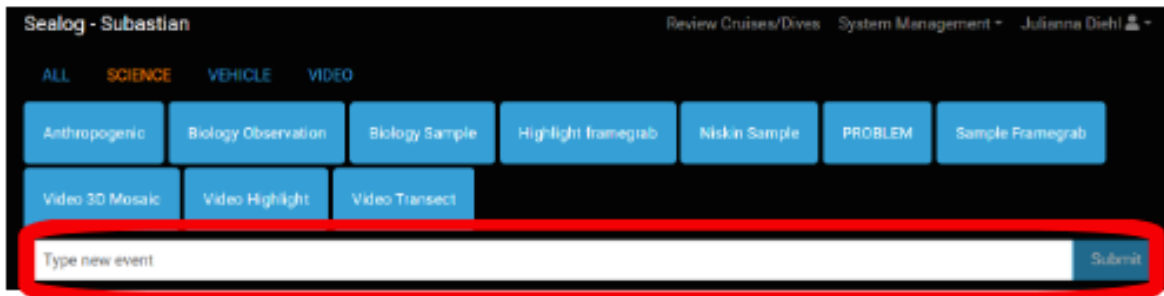 Sealog - Subastian Review Cruises/Dives System Management Julianna Diehl
ALL SCIENCE VEHICLE VIDEO
Anthropogenic Biology Observation Biology Sample Highlight framegrab Niskin Sample PROBLEM Sample Framegrab
Video 3D Mosaic Video Highlight Video Transect
Type new event Submit